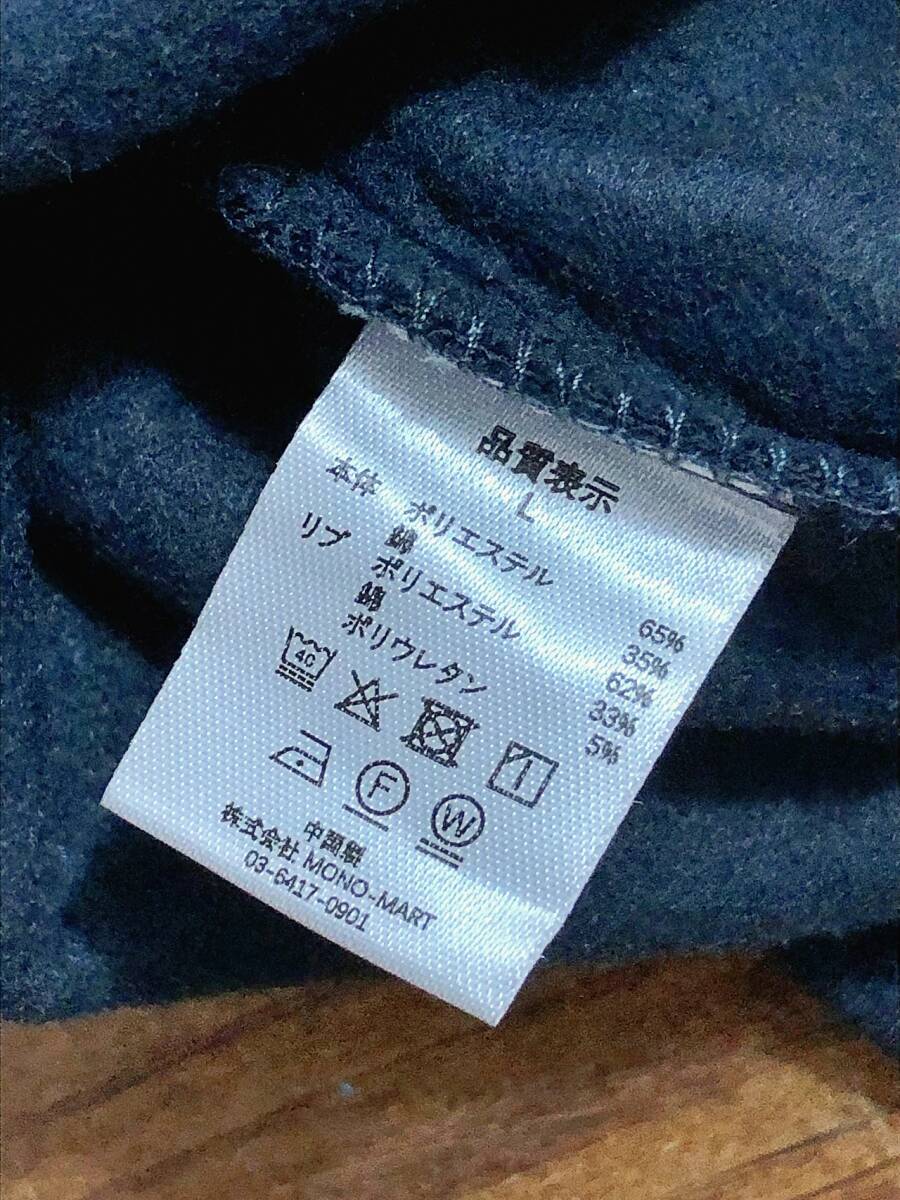 品質表示
L
本体 ポリエステル 65%
綿 35%
リブ ポリエステル 62%
綿 33%
ポリウレタン 5%
40
F W
中国製
株式会社 MONO-MART
03-6417-0901